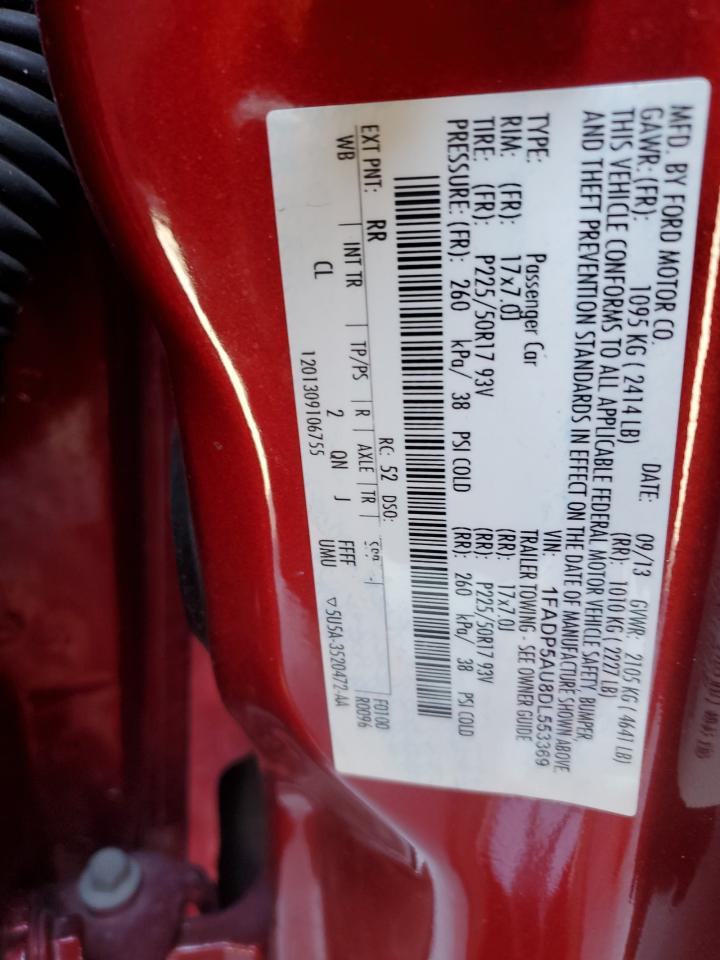 MFD. BY FORD MOTOR CO.
DATE: 09/13 GVWR: 2105 KG ( 4641 LB)
GAWR: (FR): 1095 KG ( 2414 LB) (RR): 1010 KG ( 2227 LB)
THIS VEHICLE CONFORMS TO ALL APPLICABLE FEDERAL MOTOR VEHICLE SAFETY, BUMPER,
AND THEFT PREVENTION STANDARDS IN EFFECT ON THE DATE OF MANUFACTURE SHOWN ABOVE
VIN: 1FADP5AU8DL553369
TYPE: Passenger Car TRAILER TOWING - SEE OWNER GUIDE
RIM: (FR): 17x7.0J (RR): 17x7.0J
TIRE: (FR): P225/50R17 93V (RR): P225/50R17 93V
PRESSURE: (FR): 260 kPa/ 38 PSI COLD (RR): 260 kPa/ 38 PSI COLD
EXT PNT: RR RC: 52 DSO: F0100
WB | INT TR | TP/PS | R | AXLE | TR R0096
CL 2 QN J FFFF
UMU
1201309106755 ▽5U5A-3520472-AA